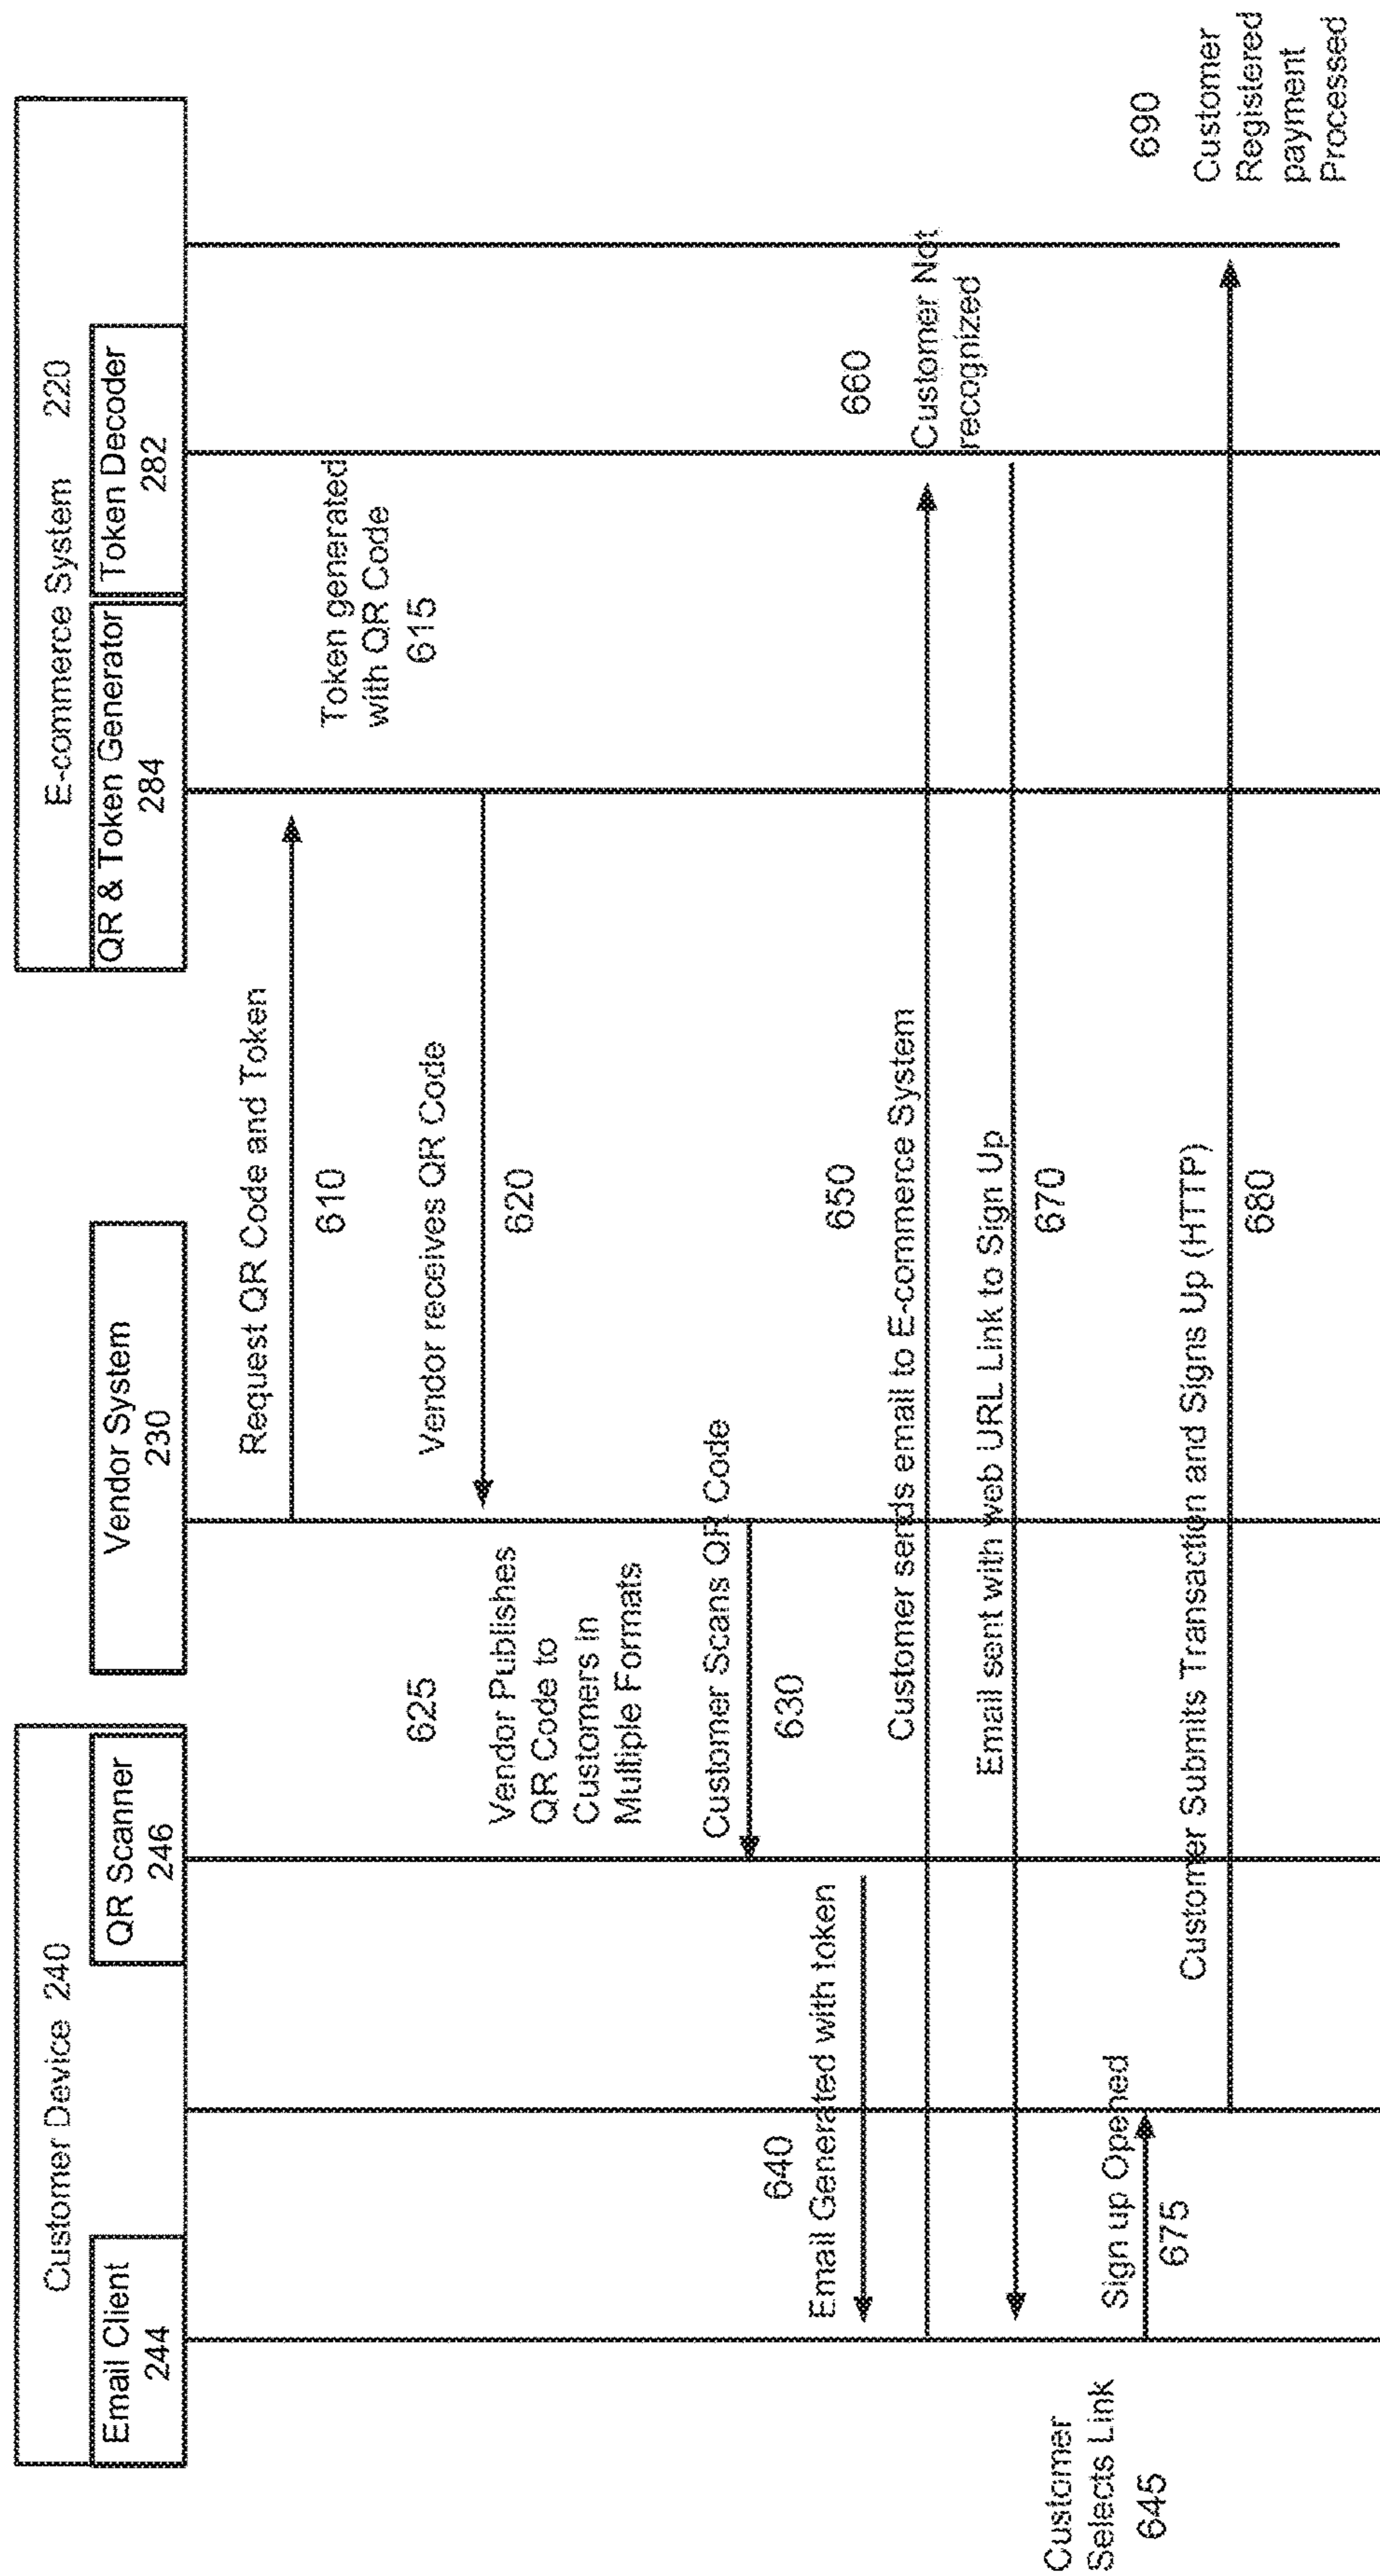 Customer Device 240
Email Client
244
QR Scanner
246
Vendor System
230
E-commerce System 220
QR & Token Generator
284
Token Decoder
282
Request QR Code and Token
610
Token generated
with QR Code
615
Vendor receives QR Code
620
625
Vendor Publishes
QR Code to
Customers in
Multiple Formats
Customer Scans QR Code
630
640
Email Generated with token
650
Customer sends email to E-commerce System
660
Customer Not
recognized
Email sent with web URL Link to Sign Up
670
Customer
Selects Link
645
Sign up Opened
675
Customer Submits Transaction and Signs Up (HTTP)
680
690
Customer
Registered
payment
Processed